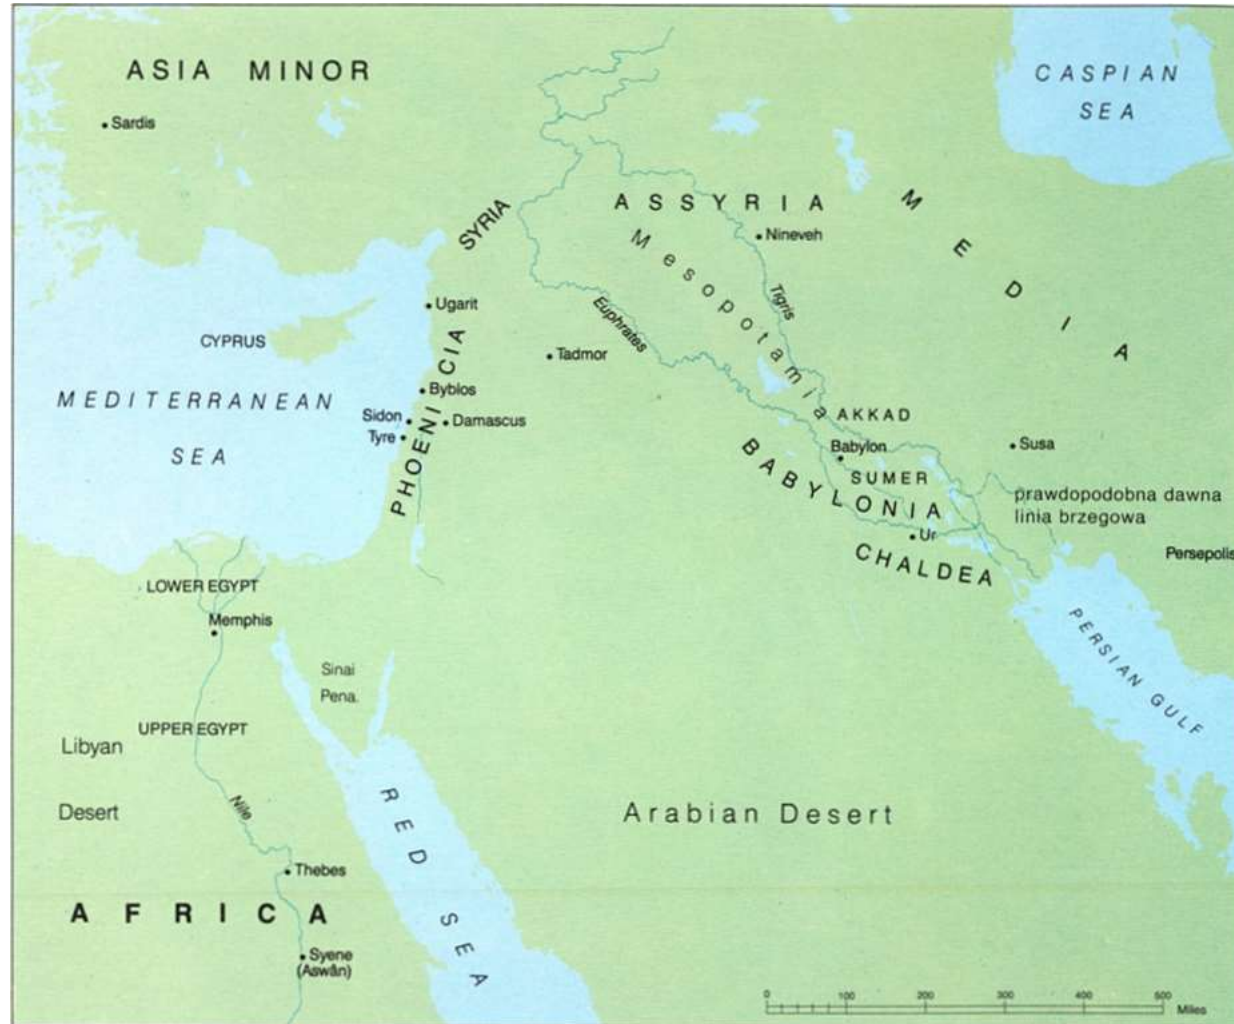 ASIA MINOR
CASPIAN
SEA
Sardis
ASSYRIA
MEDIA
SYRIA
Nineveh
Mesopotamia
Tigris
Euphrates
Ugarit
CYPRUS
Tadmor
PHOENICIA
MEDITERRANEAN
SEA
Byblos
Sidon
Damascus
Tyre
AKKAD
Babylon
Susa
BABYLONIA
SUMER
prawdopodobna dawna
linia brzegowa
Ur
Persepolis
CHALDEA
LOWER EGYPT
Memphis
PERSIAN GULF
Sinai
Pena.
UPPER EGYPT
Libyan
Desert
Nile
RED SEA
Arabian Desert
Thebes
AFRICA
Syene
(Aswân)
0 100 200 300 400 500
Miles